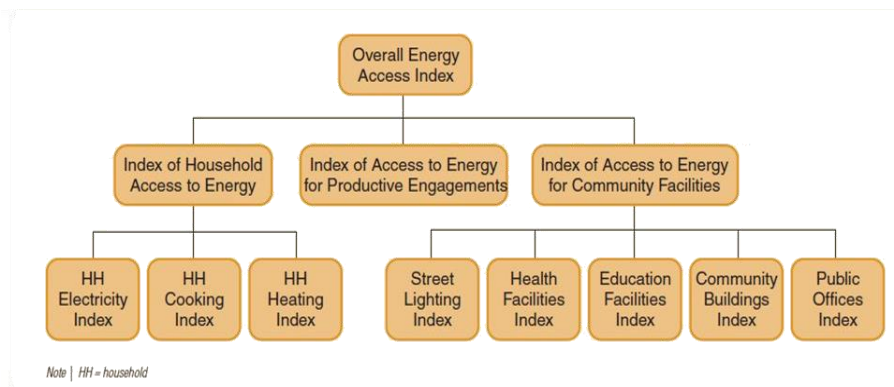 Overall Energy
Access Index
Index of Household
Access to Energy
Index of Access to Energy
for Productive Engagements
Index of Access to Energy
for Community Facilities
HH
Electricity
Index
HH
Cooking
Index
HH
Heating
Index
Street
Lighting
Index
Health
Facilities
Index
Education
Facilities
Index
Community
Buildings
Index
Public
Offices
Index
Note | HH = household